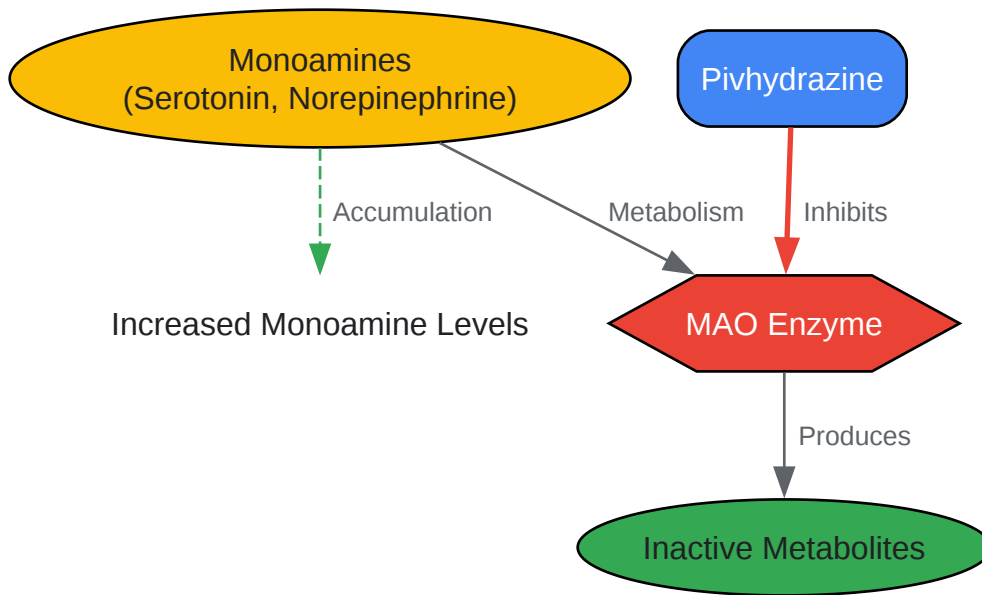 Monoamines
(Serotonin, Norepinephrine)
Pivhydrazine
Accumulation
Metabolism
Inhibits
Increased Monoamine Levels
MAO Enzyme
Produces
Inactive Metabolites